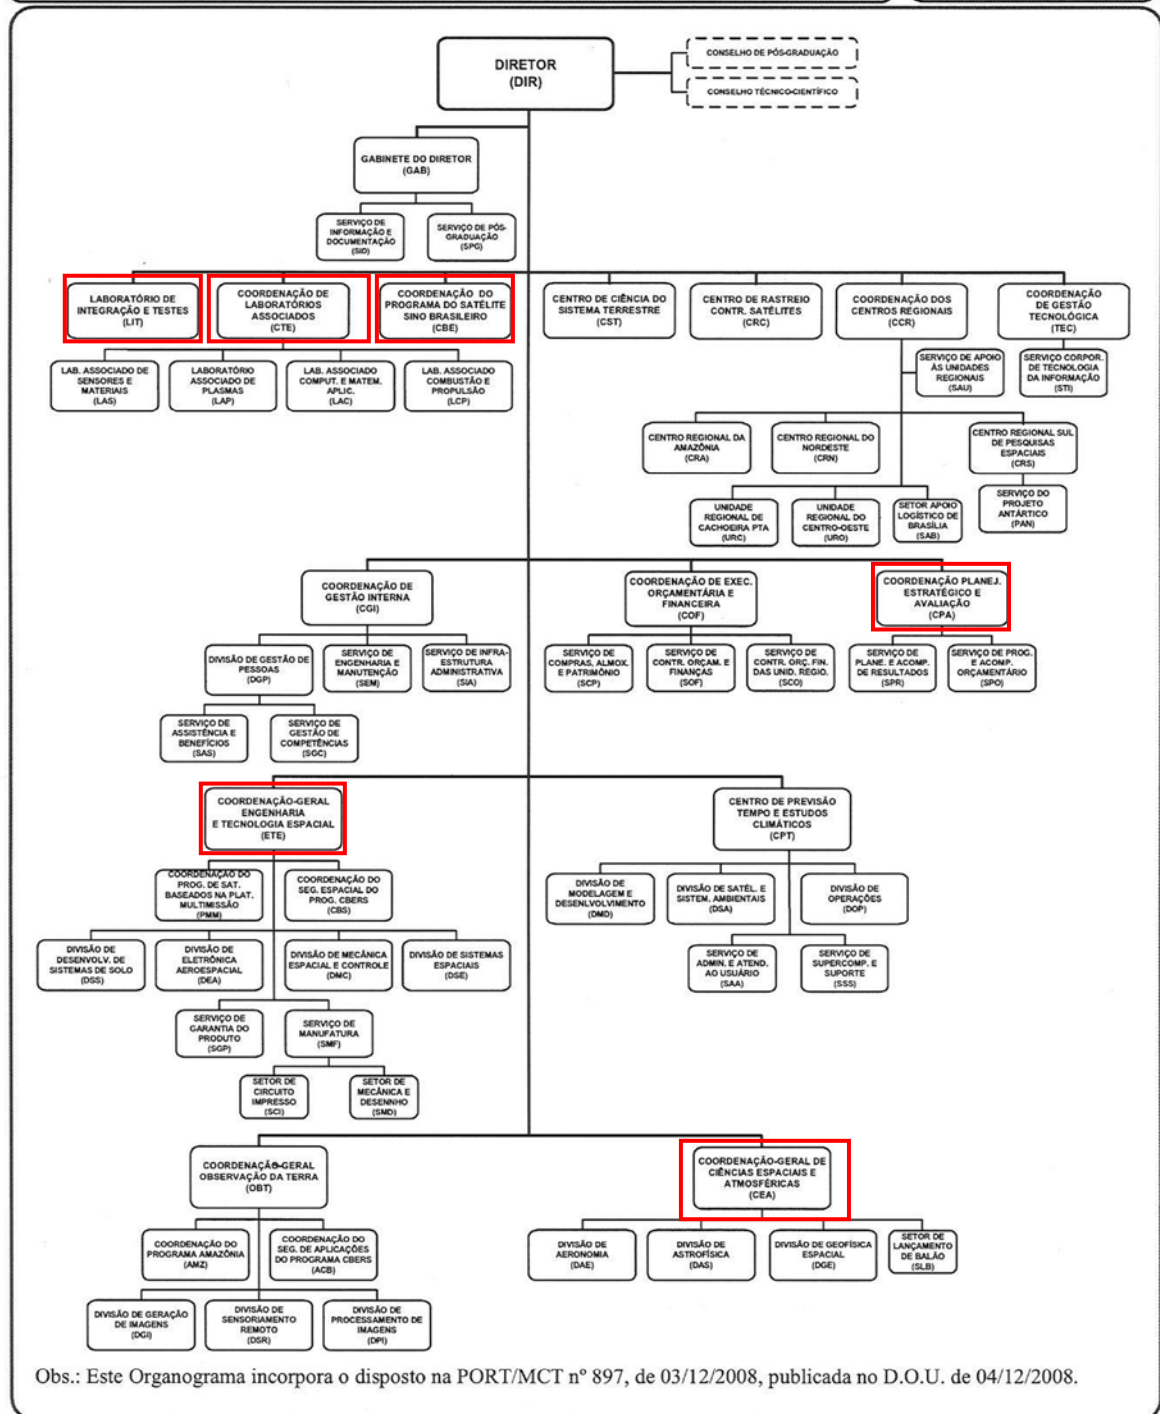 DIRETOR
(DIR)
CONSELHO DE PÓS-GRADUAÇÃO
CONSELHO TÉCNICO-CIENTÍFICO
GABINETE DO DIRETOR
(GAB)
SERVIÇO DE
INFORMAÇÃO E
DOCUMENTAÇÃO
(SID)
SERVIÇO DE PÓS-
GRADUAÇÃO
(SPG)
LABORATÓRIO DE
INTEGRAÇÃO E TESTES
(LIT)
COORDENAÇÃO DE
LABORATÓRIOS
ASSOCIADOS
(CTE)
COORDENAÇÃO DO
PROGRAMA DO SATÉLITE
SINO BRASILEIRO
(CBE)
CENTRO DE CIÊNCIA DO
SISTEMA TERRESTRE
(CST)
CENTRO DE RASTREIO
CONTR. SATÉLITES
(CRC)
COORDENAÇÃO DOS
CENTROS REGIONAIS
(CCR)
COORDENAÇÃO
DE GESTÃO
TECNOLÓGICA
(TEC)
LAB. ASSOCIADO DE
SENSORES E
MATERIAIS
(LAS)
LABORATÓRIO
ASSOCIADO DE
PLASMAS
(LAP)
LAB. ASSOCIADO
COMPUT. E MATEM.
APLIC.
(LAC)
LAB. ASSOCIADO
COMBUSTÃO E
PROPULSÃO
(LCP)
SERVIÇO DE APOIO
ÀS UNIDADES
REGIONAIS
(SAU)
SERVIÇO CORPOR.
DE TECNOLOGIA
DA INFORMAÇÃO
(STI)
CENTRO REGIONAL DA
AMAZÔNIA
(CRA)
CENTRO REGIONAL DO
NORDESTE
(CRN)
CENTRO REGIONAL SUL
DE PESQUISAS
ESPACIAIS
(CRS)
UNIDADE
REGIONAL DE
CACHOEIRA PTA
(URC)
UNIDADE
REGIONAL DO
CENTRO-OESTE
(URO)
SETOR APOIO
LOGÍSTICO DE
BRASÍLIA
(SAB)
SERVIÇO DO
PROJETO
ANTÁRTICO
(PAN)
COORDENAÇÃO DE
GESTÃO INTERNA
(CGI)
COORDENAÇÃO DE EXEC.
ORÇAMENTÁRIA E
FINANCEIRA
(COF)
COORDENAÇÃO PLANEJ.
ESTRATÉGICO E
AVALIAÇÃO
(CPA)
DIVISÃO DE GESTÃO DE
PESSOAS
(DGP)
SERVIÇO DE
ENGENHARIA E
MANUTENÇÃO
(SEM)
SERVIÇO DE INFRA-
ESTRUTURA
ADMINISTRATIVA
(SIA)
SERVIÇO DE
COMPRAS, ALMOX.
E PATRIMÔNIO
(SCP)
SERVIÇO DE
CONTR. ORÇAM. E
FINANÇAS
(SOF)
SERVIÇO DE
CONTR. ORÇ. FIN.
DAS UNID. REGIO.
(SCO)
SERVIÇO DE
PLANE. E ACOMP.
DE RESULTADOS
(SPR)
SERVIÇO DE PROG.
E ACOMP.
ORÇAMENTÁRIO
(SPO)
SERVIÇO DE
ASSISTÊNCIA E
BENEFÍCIOS
(SAS)
SERVIÇO DE
GESTÃO DE
COMPETÊNCIAS
(SGC)
COORDENAÇÃO-GERAL
ENGENHARIA
E TECNOLOGIA ESPACIAL
(ETE)
CENTRO DE PREVISÃO
TEMPO E ESTUDOS
CLIMÁTICOS
(CPT)
COORDENAÇÃO DO
PROG. DE SAT.
BASEADOS NA PLAT.
MULTIMISSÃO
(PMM)
COORDENAÇÃO DO
SEG. ESPACIAL DO
PROG. CBERS
(CBS)
DIVISÃO DE
MODELAGEM E
DESENLVOLVIMENTO
(DMD)
DIVISÃO DE SATÉL. E
SISTEM. AMBIENTAIS
(DSA)
DIVISÃO DE
OPERAÇÕES
(DOP)
DIVISÃO DE
DESENVOLV. DE
SISTEMAS DE SOLO
(DSS)
DIVISÃO DE
ELETRÔNICA
AEROESPACIAL
(DEA)
DIVISÃO DE MECÂNICA
ESPACIAL E CONTROLE
(DMC)
DIVISÃO DE SISTEMAS
ESPACIAIS
(DSE)
SERVIÇO DE
ADMIN. E ATEND.
AO USUÁRIO
(SAA)
SERVIÇO DE
SUPERCOMP. E
SUPORTE
(SSS)
SERVIÇO DE
GARANTIA DO
PRODUTO
(SGP)
SERVIÇO DE
MANUFATURA
(SMF)
SETOR DE
CIRCUITO
IMPRESSO
(SCI)
SETOR DE
MECÂNICA E
DESENNHO
(SMD)
COORDENAÇÃO-GERAL
OBSERVAÇÃO DA TERRA
(OBT)
COORDENAÇÃO-GERAL DE
CIÊNCIAS ESPACIAIS E
ATMOSFÉRICAS
(CEA)
COORDENAÇÃO DO
PROGRAMA AMAZÔNIA
(AMZ)
COORDENAÇÃO DO
SEG. DE APLICAÇÕES
DO PROGRAMA CBERS
(ACB)
DIVISÃO DE
AERONOMIA
(DAE)
DIVISÃO DE
ASTROFÍSICA
(DAS)
DIVISÃO DE GEOFÍSICA
ESPACIAL
(DGE)
SETOR DE
LANÇAMENTO
DE BALÃO
(SLB)
DIVISÃO DE GERAÇÃO
DE IMAGENS
(DGI)
DIVISÃO DE
SENSORIAMENTO
REMOTO
(DSR)
DIVISÃO DE
PROCESSAMENTO DE
IMAGENS
(DPI)
Obs.: Este Organograma incorpora o disposto na PORT/MCT nº 897, de 03/12/2008, publicada no D.O.U. de 04/12/2008.